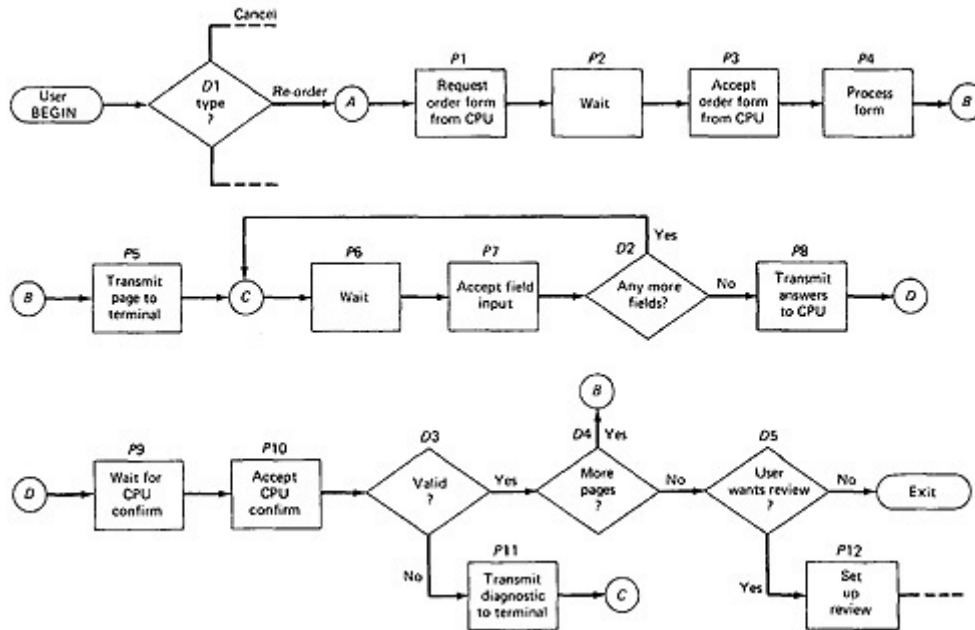 Cancel
User
BEGIN
D1
type
?
Re-order
A
P1
Request
order form
from CPU
P2
Wait
P3
Accept
order form
from CPU
P4
Process
form
B
B
P5
Transmit
page to
terminal
C
P6
Wait
P7
Accept field
input
D2
Yes
Any more
fields?
No
P8
Transmit
answers
to CPU
D
D
P9
Wait for
CPU
confirm
P10
Accept
CPU
confirm
D3
Valid
?
Yes
No
P11
Transmit
diagnostic
to terminal
C
B
D4
Yes
More
pages
?
No
D5
User
wants review
?
No
Exit
Yes
P12
Set
up
review